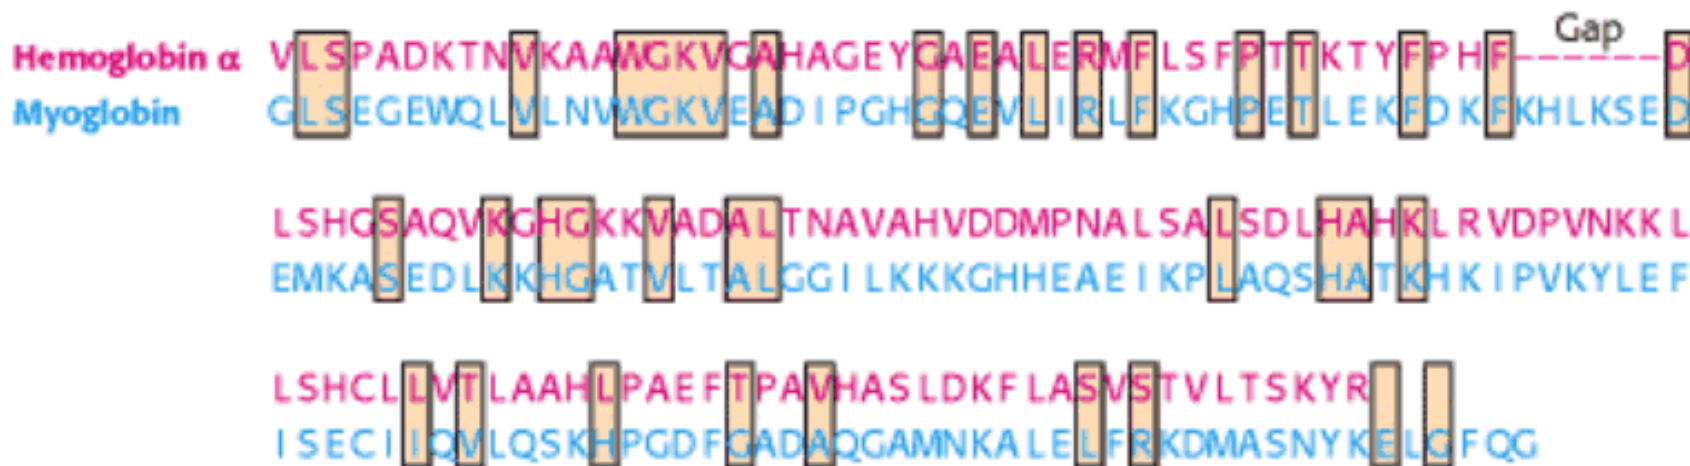 Gap
Hemoglobin α VLSPADKTNVKAAWGKVGAHAGEYGAEALERMFLSFPTTKTYFPHF------D
Myoglobin GLSEGEWQLVLNVWGKVEADIPGHGQEVLIRLFKGHPETLEKFDKFKHLKSED
LSHGSAQVKGHGKKVADALTNAVAHVDDMPNALSALSDLHAHKLRVDPVNKKL
EMKASEDLKKHGATVLTALGGILKKKGHHEAEIKPLAQSHATKHKIPVKYLEF
LSHCLLVTLAAHLPAEFTPAVHASLDKFLASVSTVLTSKYR
ISECIIQVLQSKHPGDFGADAQGAMNKALELFRKDMASNYKELGFQG